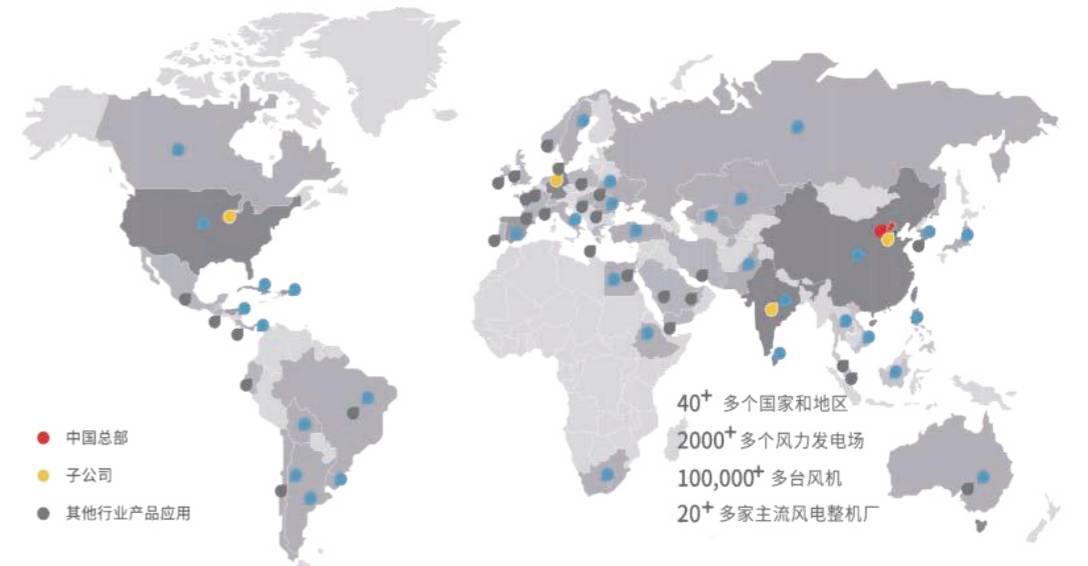 40+ 多个国家和地区
2000+ 多个风力发电场
100,000+ 多台风机
20+ 多家主流风电整机厂
中国总部
子公司
其他行业产品应用